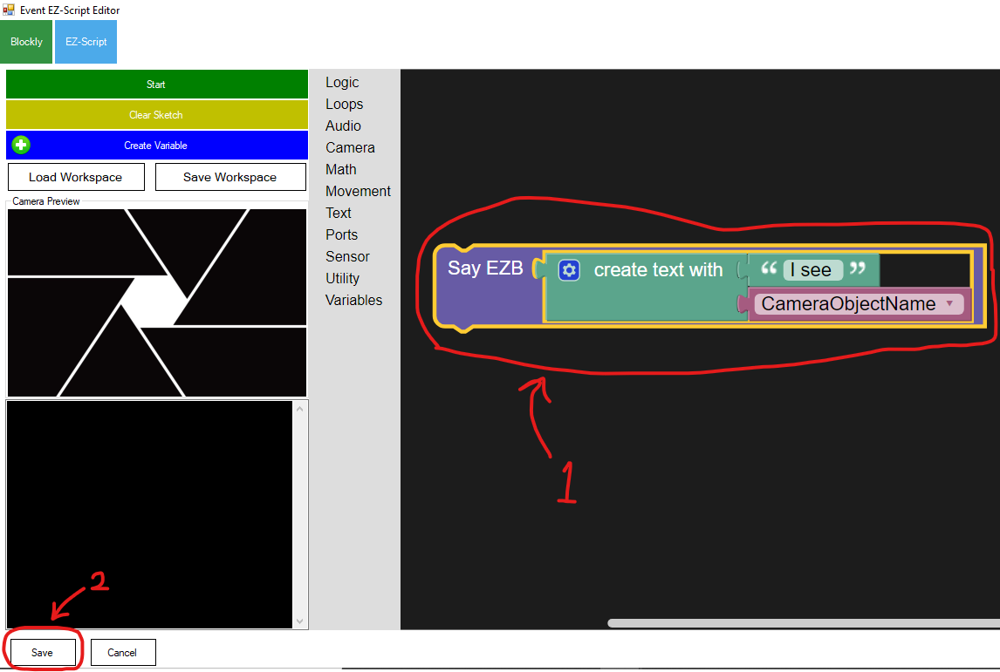 Event EZ-Script Editor
Blockly
EZ-Script
Start
Clear Sketch
Create Variable
Load Workspace
Save Workspace
Camera Preview
Logic
Loops
Audio
Camera
Math
Movement
Text
Ports
Sensor
Utility
Variables
Say EZB create text with “ I see ”
CameraObjectName
1
2
Save
Cancel